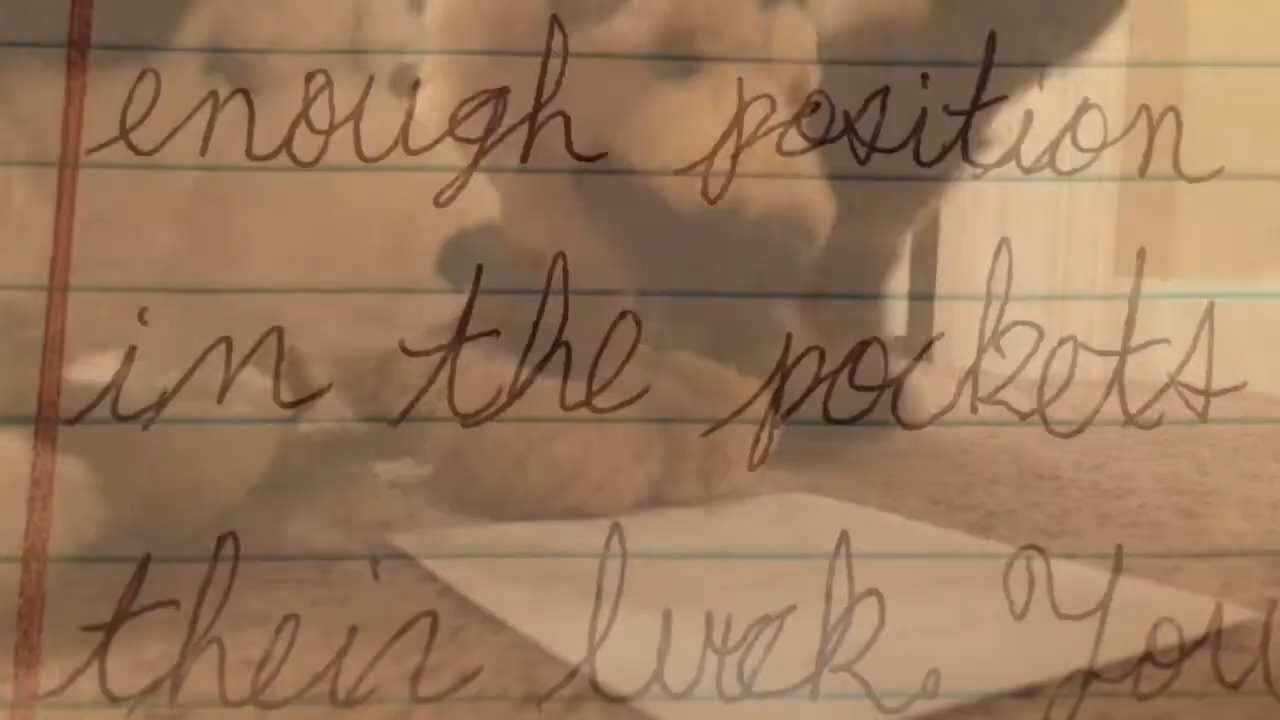 enough position
in the pockets
their luck. You